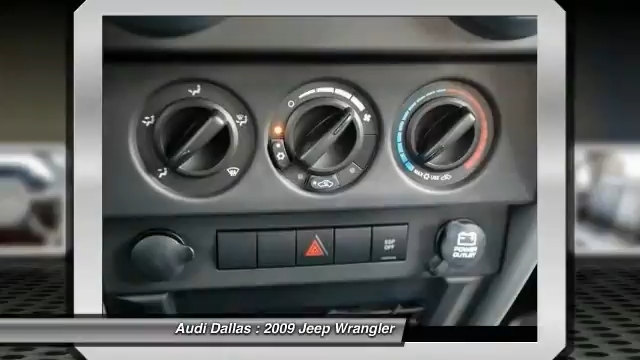 ESP
OFF
POWER
OUTLET
Audi Dallas : 2009 Jeep Wrangler